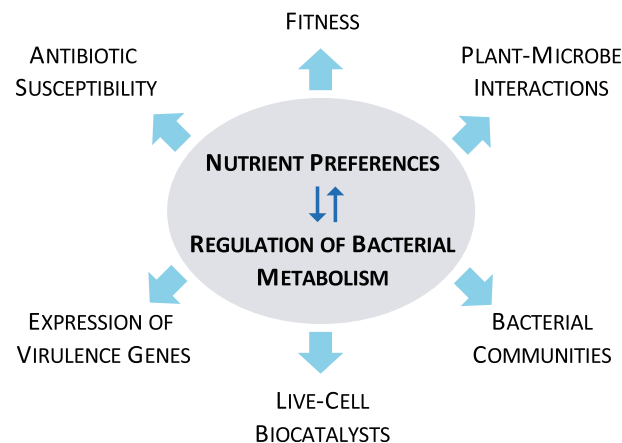 FITNESS
ANTIBIOTIC
SUSCEPTIBILITY
PLANT-MICROBE
INTERACTIONS
NUTRIENT PREFERENCES
REGULATION OF BACTERIAL
METABOLISM
EXPRESSION OF
VIRULENCE GENES
BACTERIAL
COMMUNITIES
LIVE-CELL
BIOCATALYSTS